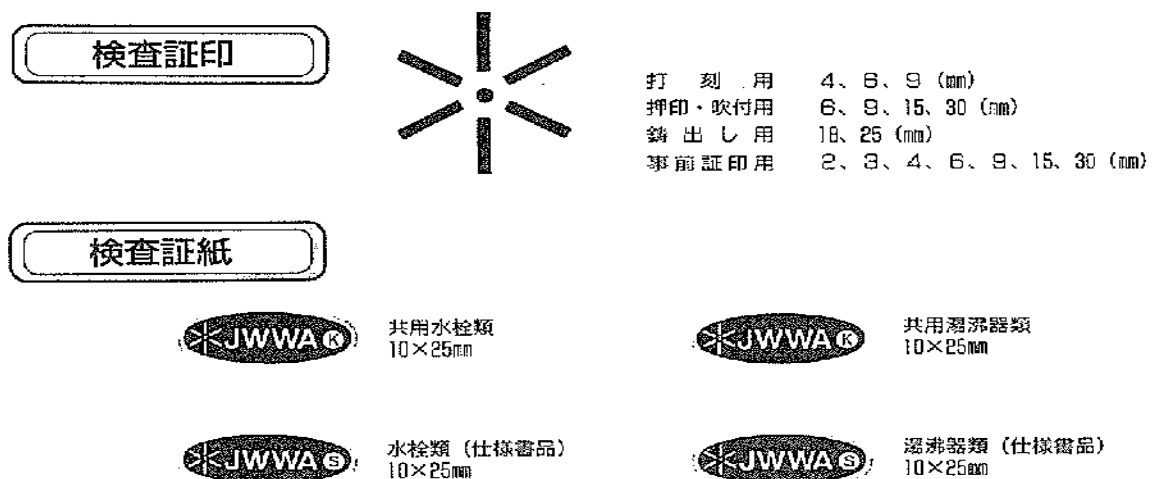 検査証印
打刻用 4、6、9 (mm)
押印・吹付用 6、9、15、30 (mm)
鋳出し用 18、25 (mm)
事前証印用 2、3、4、6、9、15、30 (mm)
検査証紙
JWWA K
共用水栓類
10×25mm
JWWA K
共用湯沸器類
10×25mm
JWWA S
水栓類 (仕様書品)
10×25mm
JWWA S
湯沸器類 (仕様書品)
10×25mm